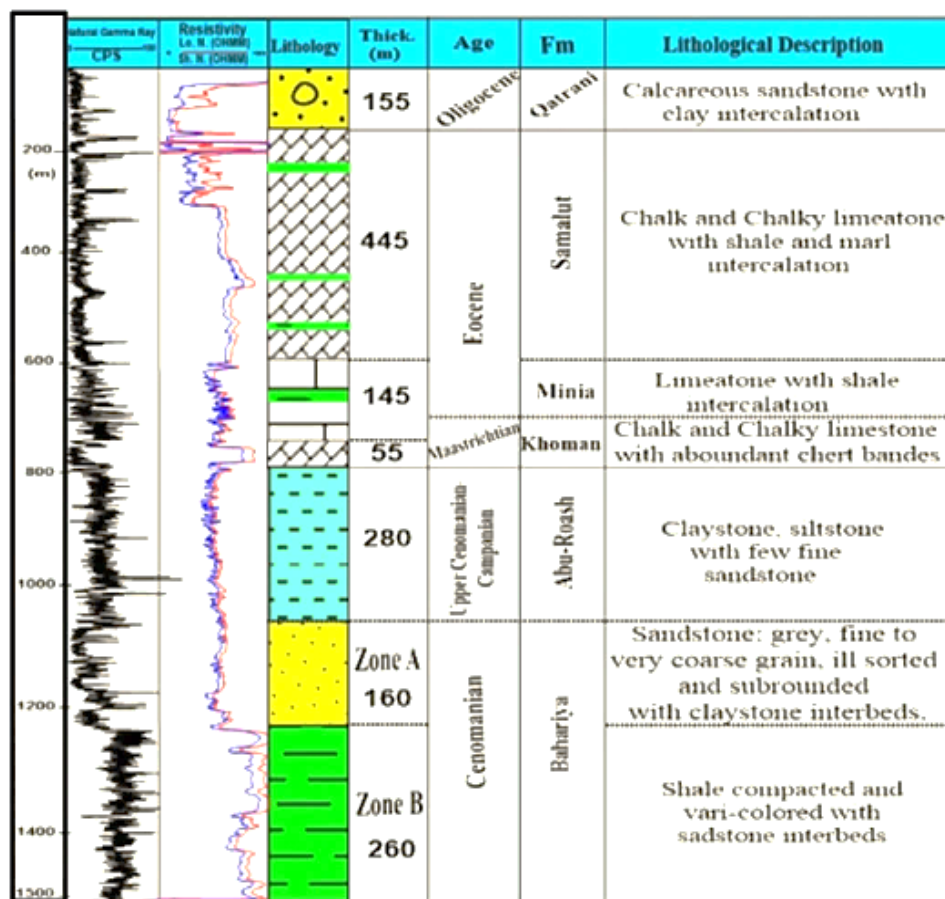 Natural Gamma Ray
CPS
Resistivity
Lo. N. (OHMM)
Sh. N. (OHMM)
Lithology
Thick.
(m)
Age
Fm
Lithological Description
155
Oligocene
Qatrani
Calcareous sandstone with
clay intercalation
200
(m)
400
445
Eocene
Samalut
Chalk and Chalky limeatone
with shale and marl
intercalation
600
145
Minia
Limeatone with shale
intercalation
55
Maastrichtian
Khoman
Chalk and Chalky limestone
with aboundant chert bandes
800
280
Upper Cenomanian-
Campanian
Abu-Roash
Claystone, siltstone
with few fine
sandstone
1000
Zone A
160
Cenomanian
Bahariya
Sandstone: grey, fine to
very coarse grain, ill sorted
and subrounded
with claystone interbeds.
1200
Zone B
260
Shale compacted and
vari-colored with
sadstone interbeds
1400
1500